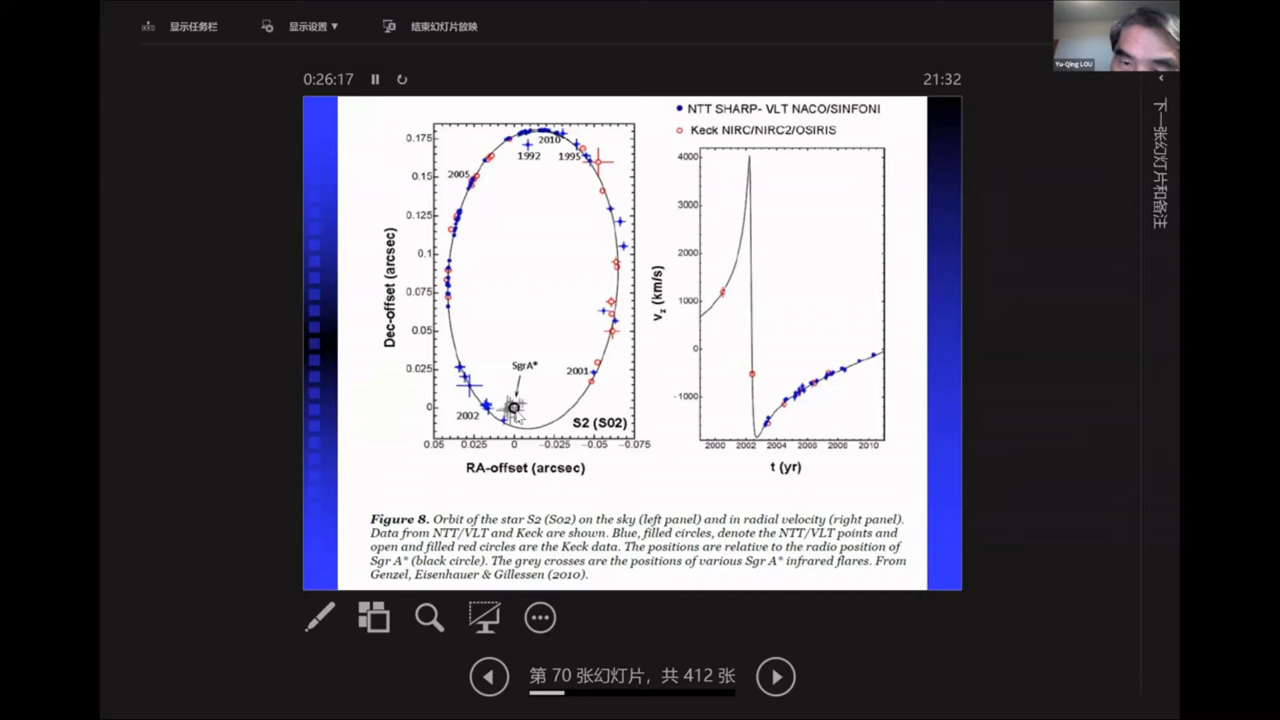 显示任务栏
显示设置 ▼
结束幻灯片放映
Yu-Qing LOU
0:26:17
21:32
下一张幻灯片和备注
NTT SHARP- VLT NACO/SINFONI
Keck NIRC/NIRC2/OSIRIS
Dec-offset (arcsec)
0.175
0.15
0.125
0.1
0.075
0.05
0.025
0
2010
1992
1995
2005
SgrA*
2001
2002
S2 (S02)
0.05
0.025
0
-0.025
-0.05
-0.075
RA-offset (arcsec)
vz (km/s)
4000
3000
2000
1000
0
-1000
2000
2002
2004
2006
2008
2010
t (yr)
Figure 8. Orbit of the star S2 (S02) on the sky (left panel) and in radial velocity (right panel).
Data from NTT/VLT and Keck are shown. Blue, filled circles, denote the NTT/VLT points and
open and filled red circles are the Keck data. The positions are relative to the radio position of
Sgr A* (black circle). The grey crosses are the positions of various Sgr A* infrared flares. From
Genzel, Eisenhauer & Gillessen (2010).
第 70 张幻灯片，共 412 张